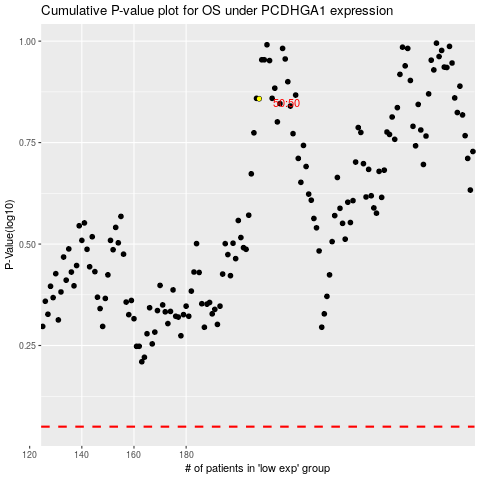 Cumulative P-value plot for OS under PCDHGA1 expression
1.00
0.75
0.50
0.25
P-Value(log10)
50:50
120 140 160 180
# of patients in 'low exp' group